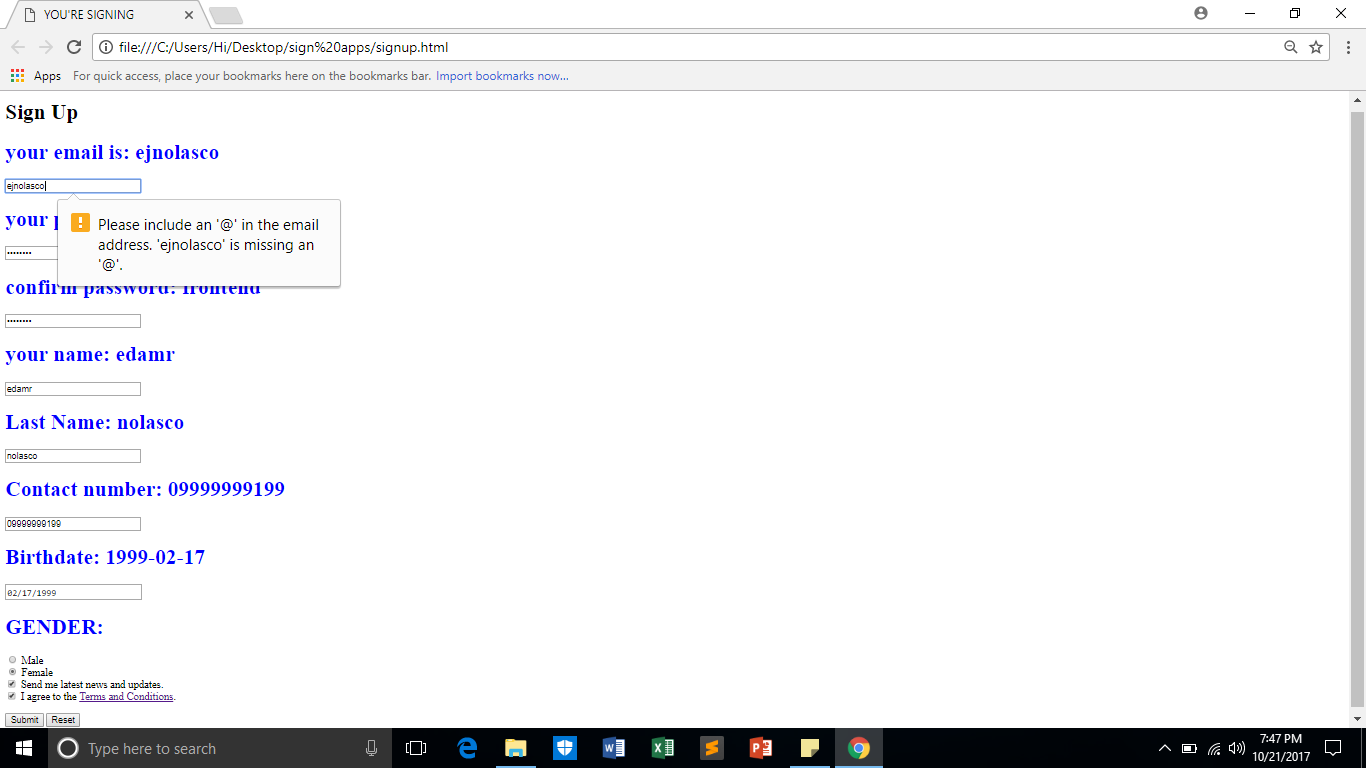 YOU'RE SIGNING
file:///C:/Users/Hi/Desktop/sign%20apps/signup.html
Apps For quick access, place your bookmarks here on the bookmarks bar. Import bookmarks now...
Sign Up
your email is: ejnolasco
ejnolasco
your
Please include an '@' in the email
address. 'ejnolasco' is missing an
'@'.
••••••••
confirm password: frontend
••••••••
your name: edamr
edamr
Last Name: nolasco
nolasco
Contact number: 09999999199
09999999199
Birthdate: 1999-02-17
02/17/1999
GENDER:
Male
Female
Send me latest news and updates.
I agree to the Terms and Conditions.
Submit Reset
Type here to search
7:47 PM
10/21/2017